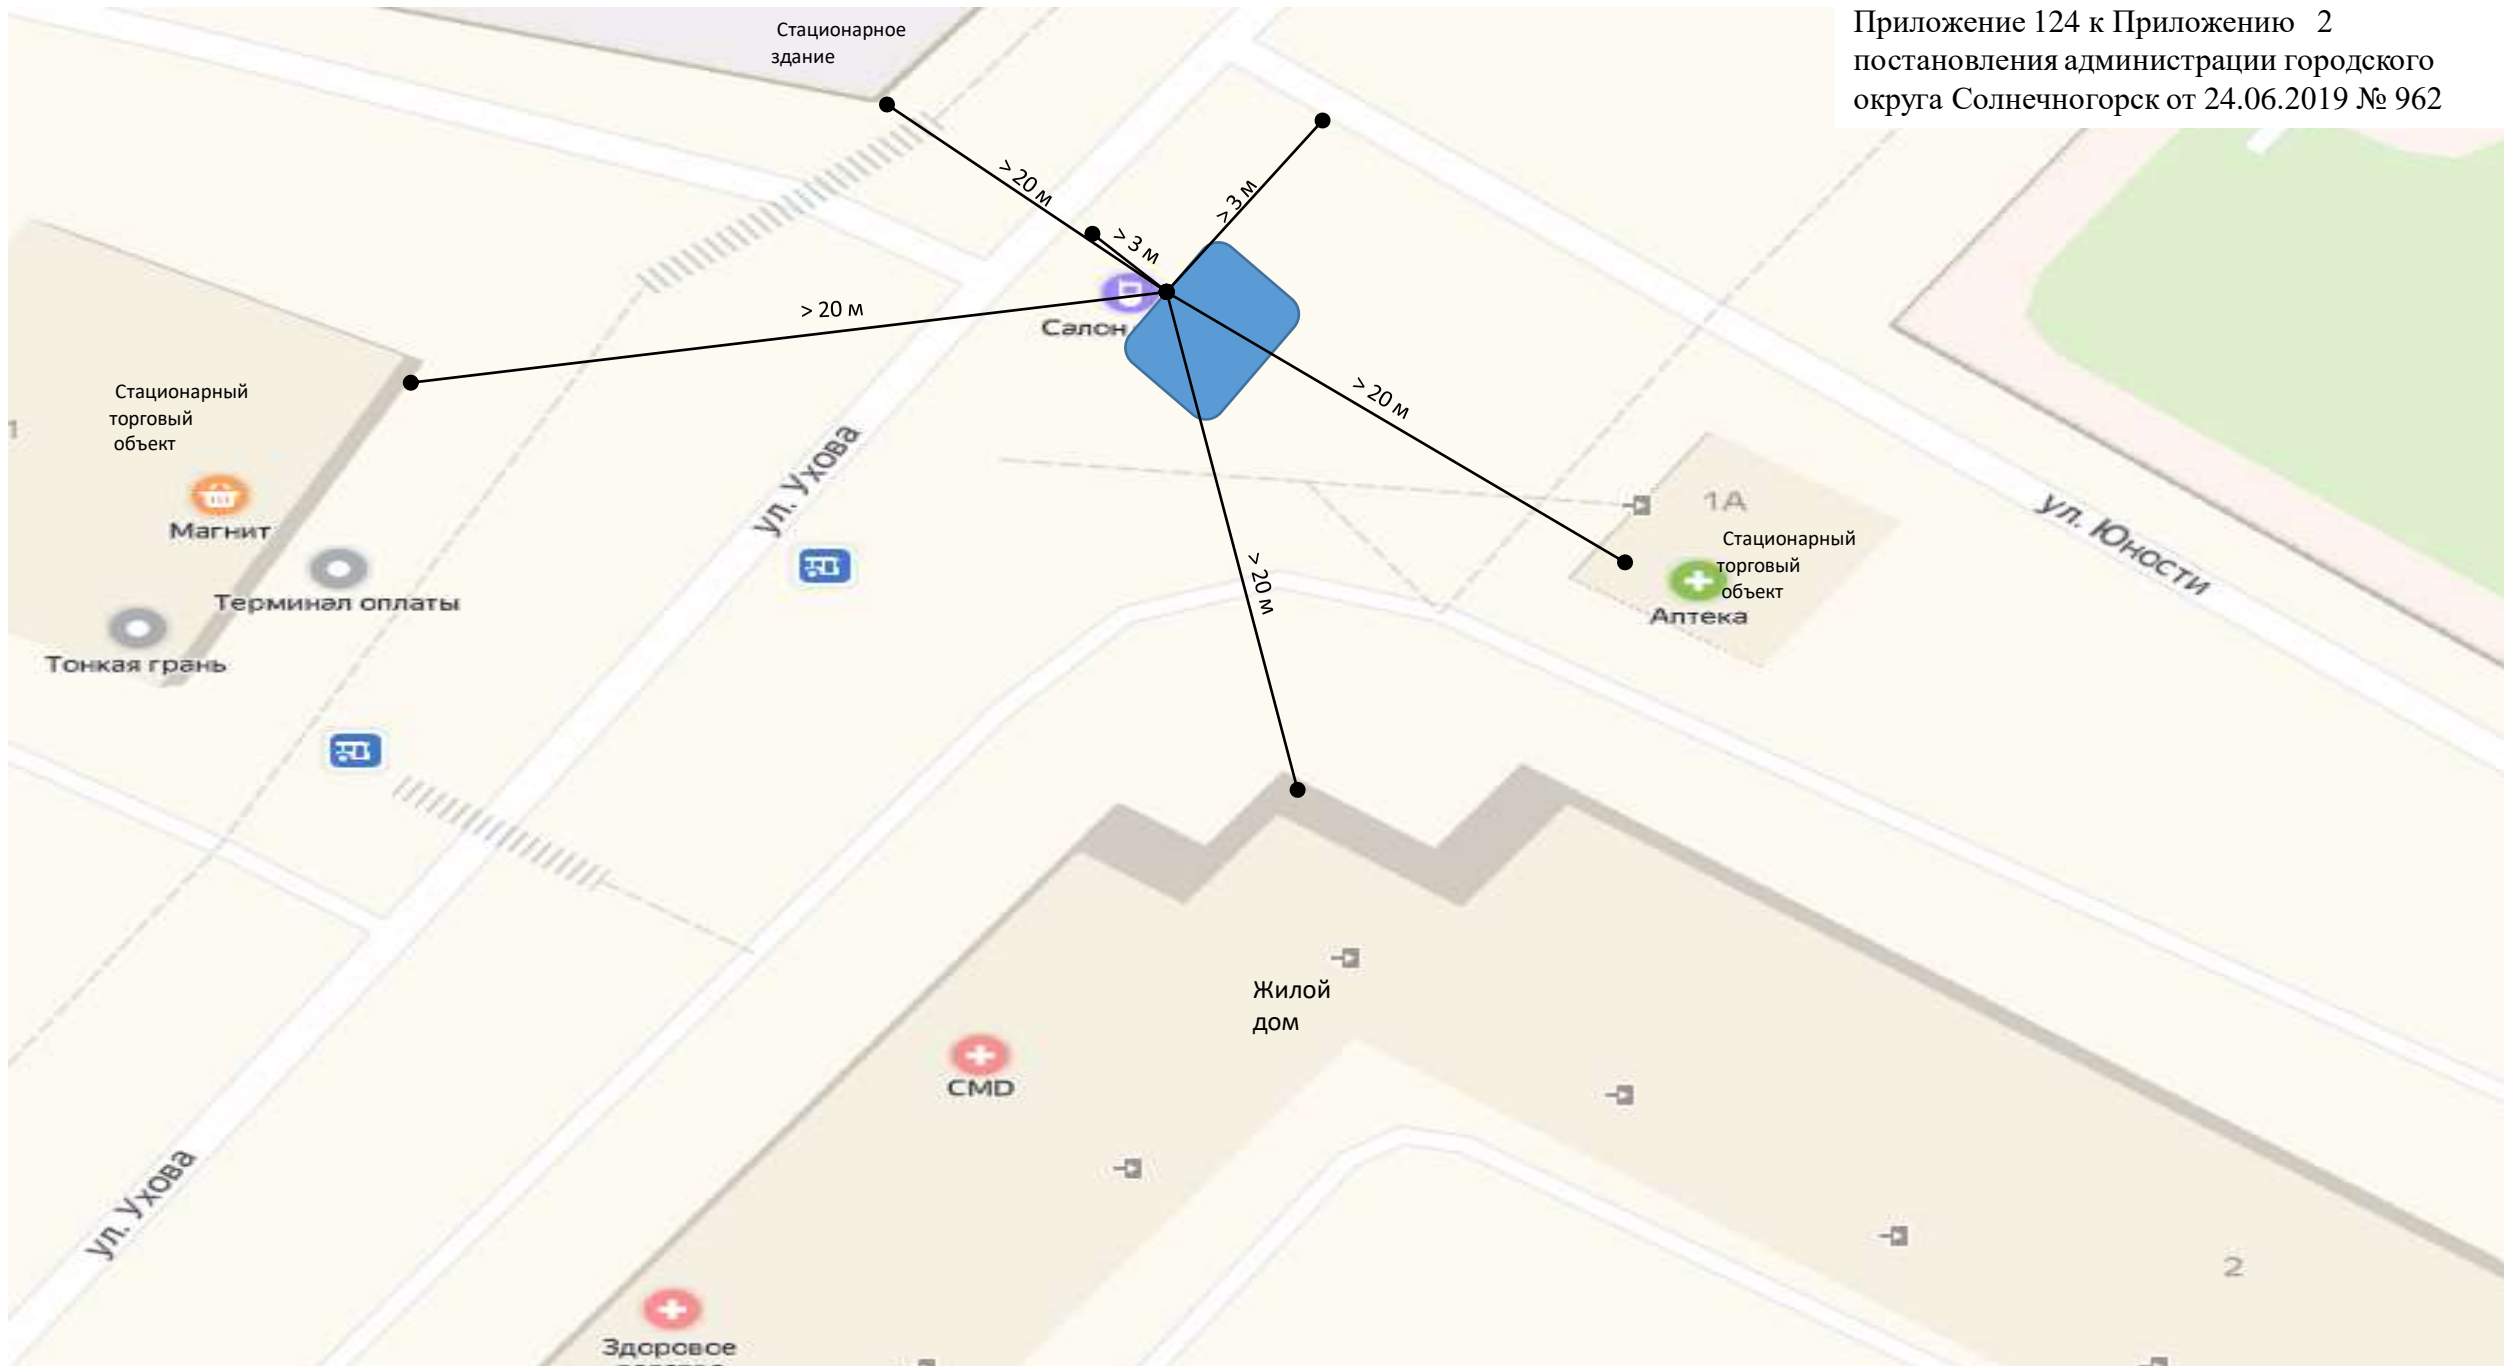 Приложение 124 к Приложению 2
постановления администрации городского
округа Солнечногорск от 24.06.2019 № 962
Стационарное
здание
> 20 м
> 3 м
> 3 м
> 20 м
Салон
> 20 м
> 20 м
Стационарный
торговый
объект
1
Магнит
Терминал оплаты
Тонкая грань
ул. Ухова
1А
Стационарный
торговый
объект
Аптека
ул. Юности
Жилой
дом
CMD
ул. Ухова
2
Здоровое